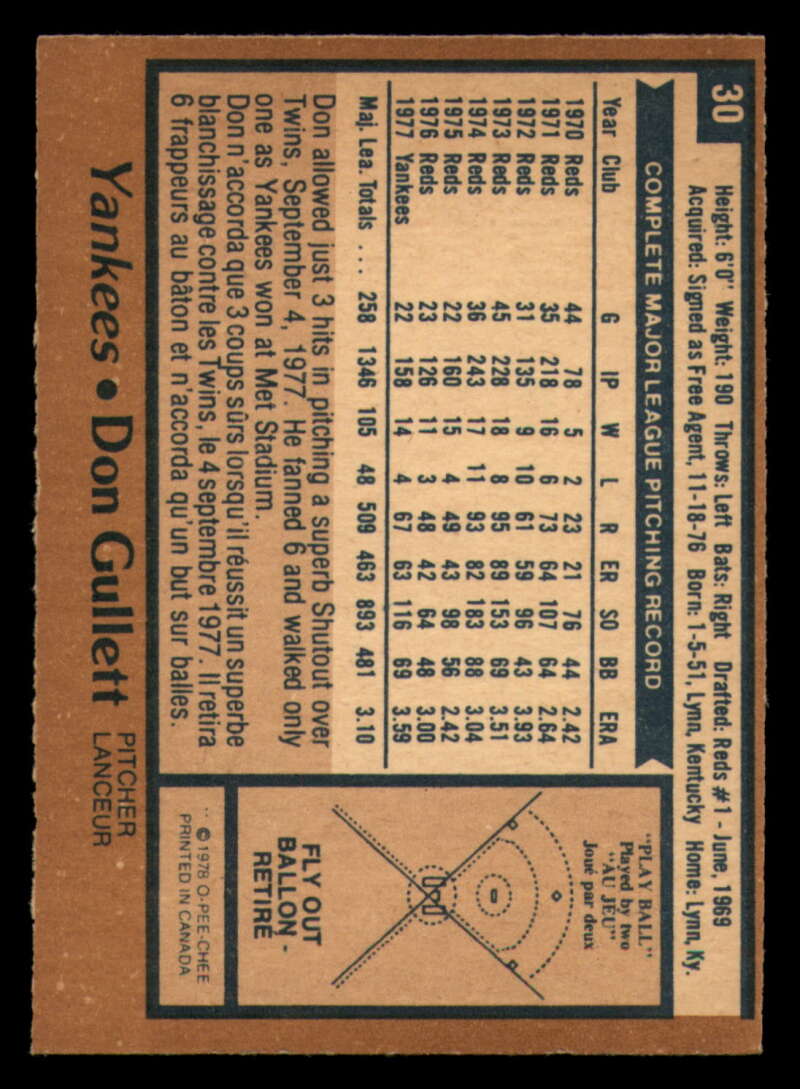 30
Height: 6'0" Weight: 190 Throws: Left Bats: Right Drafted: Reds #1 - June, 1969
Acquired: Signed as Free Agent, 11-18-76 Born: 1-5-51, Lynn, Kentucky Home: Lynn, Ky.
COMPLETE MAJOR LEAGUE PITCHING RECORD
Year Club G IP W L R ER SO BB ERA
1970 Reds 44 78 5 2 23 21 76 44 2.42
1971 Reds 35 218 16 6 73 64 107 64 2.64
1972 Reds 31 135 9 10 61 59 96 43 3.93
1973 Reds 45 228 18 8 95 89 153 69 3.51
1974 Reds 36 243 17 11 93 82 183 88 3.04
1975 Reds 22 160 15 4 49 43 98 56 2.42
1976 Reds 23 126 11 3 48 42 64 48 3.00
1977 Yankees 22 158 14 4 67 63 116 69 3.59
Maj. Lea. Totals ... 258 1346 105 48 509 463 893 481 3.10
Don allowed just 3 hits in pitching a superb Shutout over
Twins, September 4, 1977. He fanned 6 and walked only
one as Yankees won at Met Stadium.
Don n'accorda que 3 coups sûrs lorsqu'il réussit un superbe
blanchissage contre les Twins, le 4 septembre 1977. Il retira
6 frappeurs au bâton et n'accorda qu'un but sur balles.
"PLAY BALL"
Played by two
"AU JEU"
Joué par deux
FLY OUT
BALLON -
RETIRÉ
** © 1978 O-PEE-CHEE
PRINTED IN CANADA
Yankees • Don Gullett PITCHER
LANCEUR